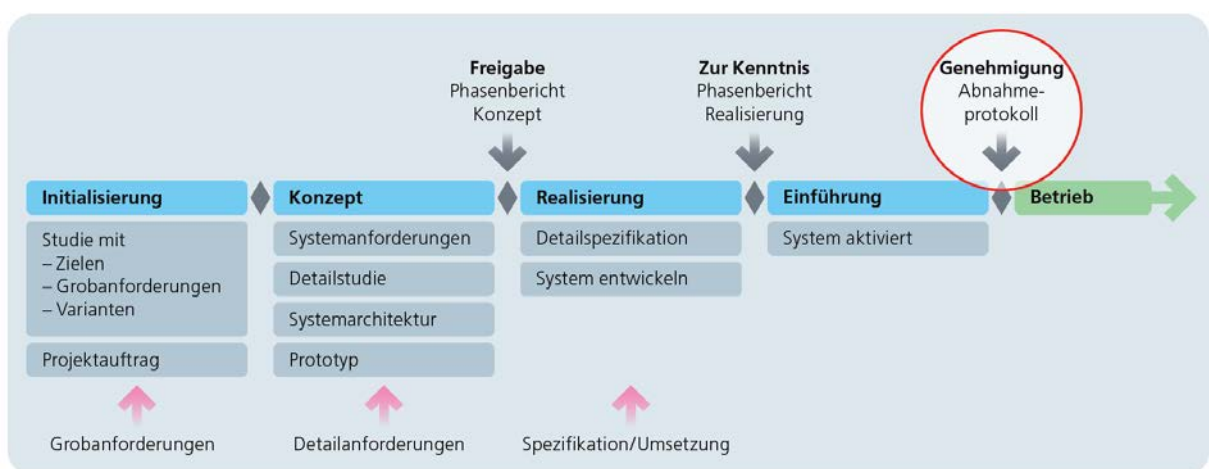 Freigabe
Phasenbericht
Konzept
Zur Kenntnis
Phasenbericht
Realisierung
Genehmigung
Abnahme-
protokoll
Initialisierung
Konzept
Realisierung
Einführung
Betrieb
Studie mit
– Zielen
– Grobanforderungen
– Varianten
Projektauftrag
Systemanforderungen
Detailstudie
Systemarchitektur
Prototyp
Detailspezifikation
System entwickeln
System aktiviert
Grobanforderungen
Detailanforderungen
Spezifikation/Umsetzung